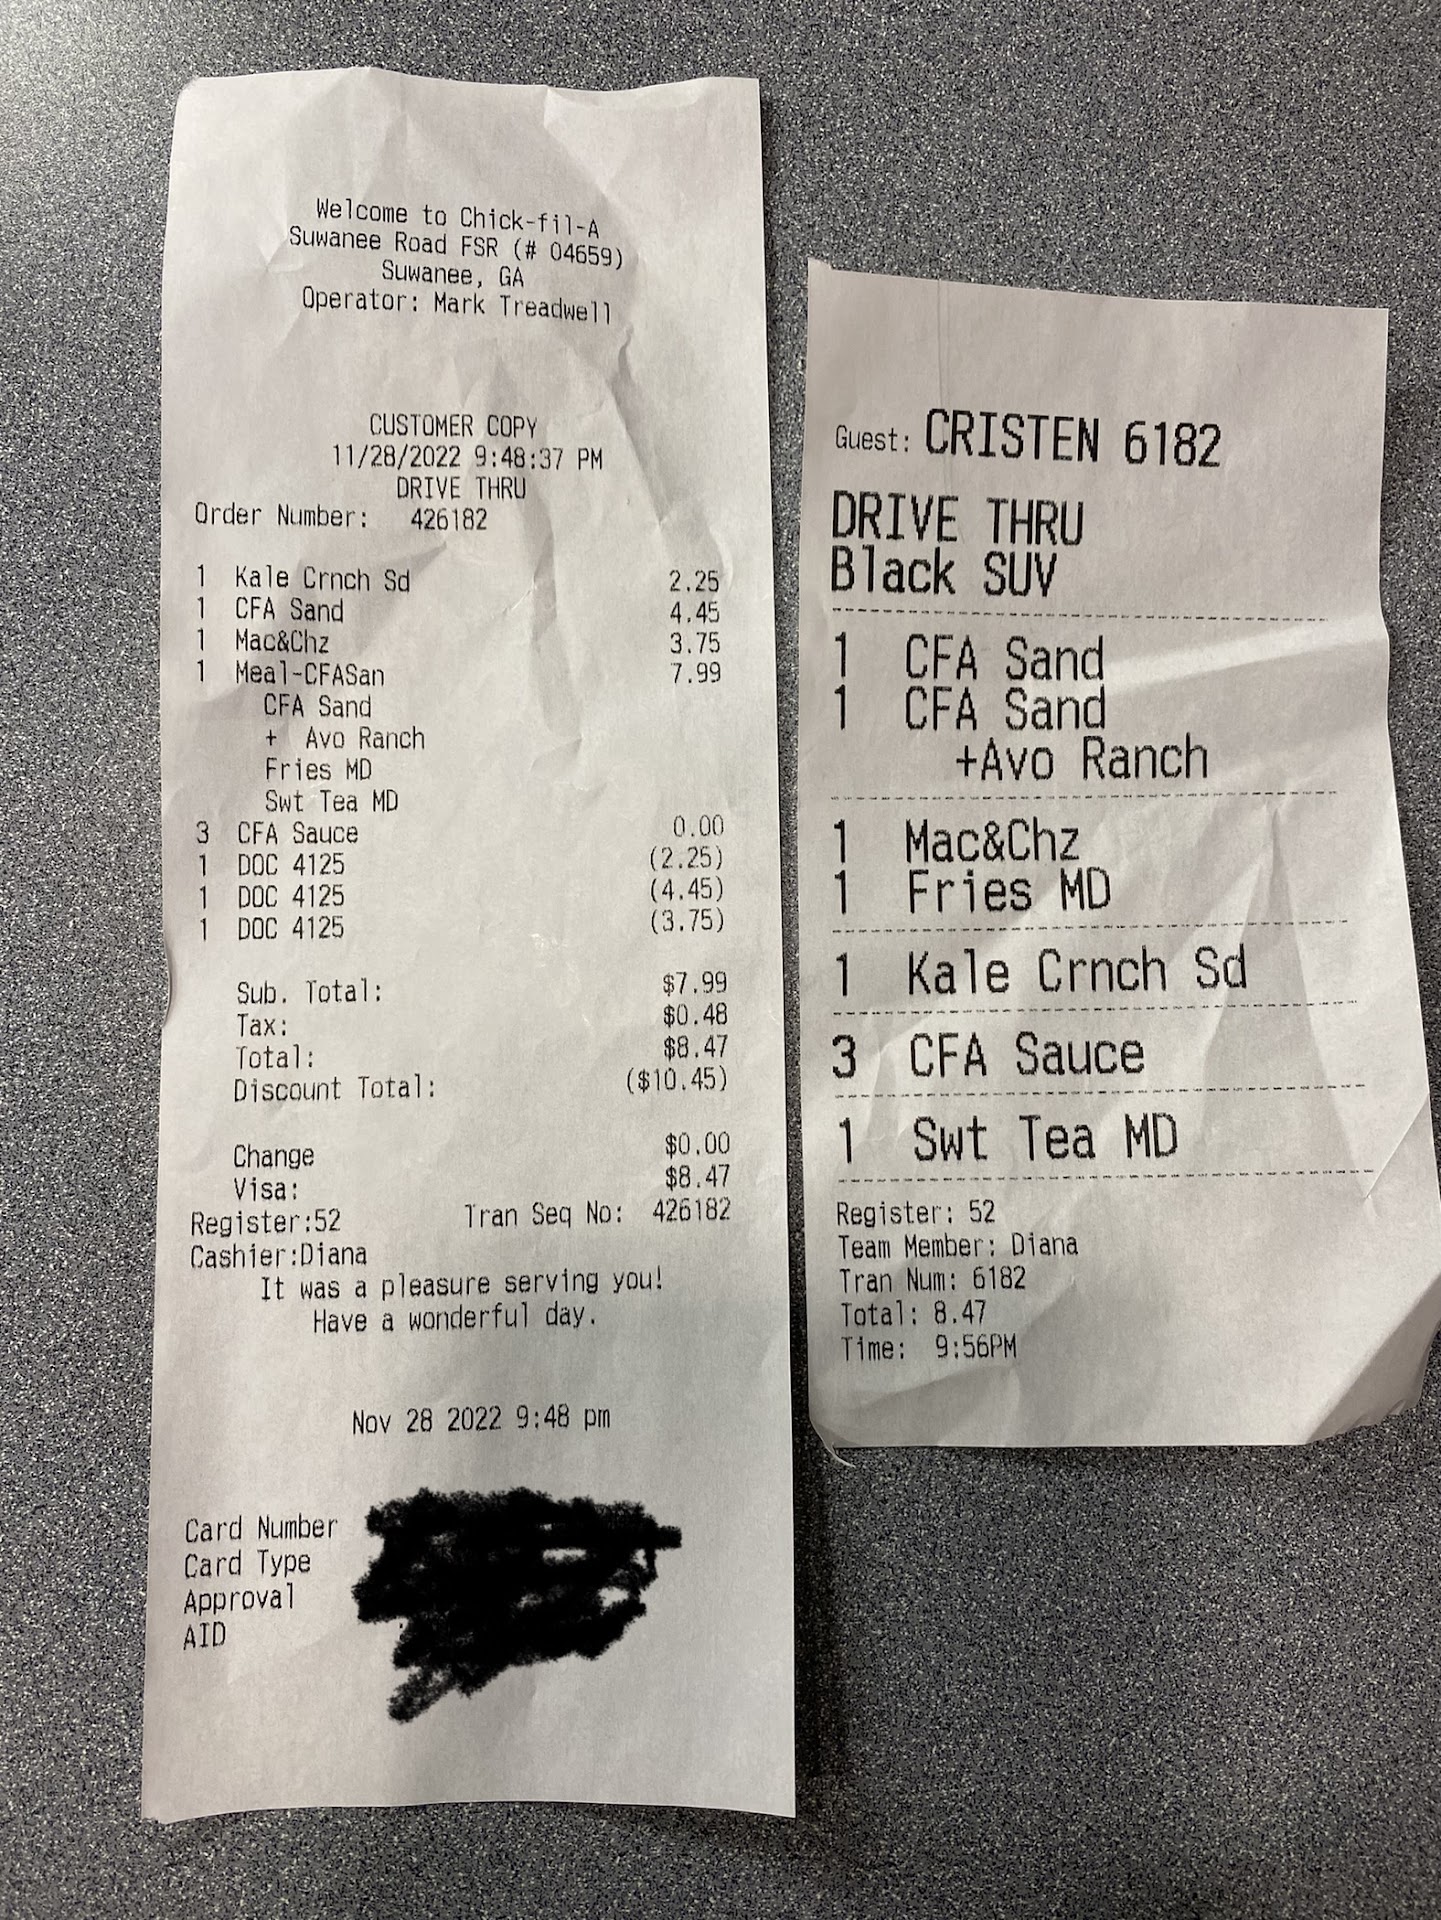 Welcome to Chick-fil-A
Suwanee Road FSR (# 04659)
Suwanee, GA
Operator: Mark Treadwell
CUSTOMER COPY
11/28/2022 9:48:37 PM
DRIVE THRU
Order Number: 426182
1 Kale Crnch Sd 2.25
1 CFA Sand 4.45
1 Mac&Chz 3.75
1 Meal-CFASan 7.99
CFA Sand
+ Avo Ranch
Fries MD
Swt Tea MD
3 CFA Sauce 0.00
1 DOC 4125 (2.25)
1 DOC 4125 (4.45)
1 DOC 4125 (3.75)
Sub. Total: $7.99
Tax: $0.48
Total: $8.47
Discount Total: ($10.45)
Change $0.00
Visa: $8.47
Register:52 Tran Seq No: 426182
Cashier:Diana
It was a pleasure serving you!
Have a wonderful day.
Nov 28 2022 9:48 pm
Card Number
Card Type
Approval
AID
Guest: CRISTEN 6182
DRIVE THRU
Black SUV
1 CFA Sand
1 CFA Sand
+Avo Ranch
1 Mac&Chz
1 Fries MD
1 Kale Crnch Sd
3 CFA Sauce
1 Swt Tea MD
Register: 52
Team Member: Diana
Tran Num: 6182
Total: 8.47
Time: 9:56PM